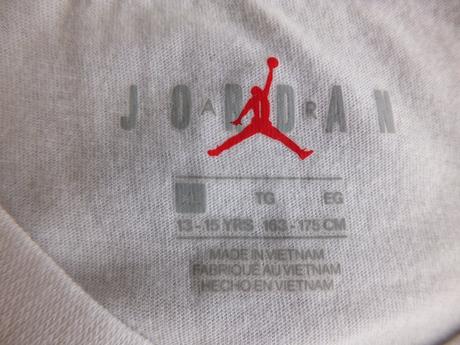 JORDAN
AIR
XL TG EG
13-15 YRS 163-175 CM
MADE IN VIETNAM
FABRIQUÉ AU VIETNAM
HECHO EN VIETNAM